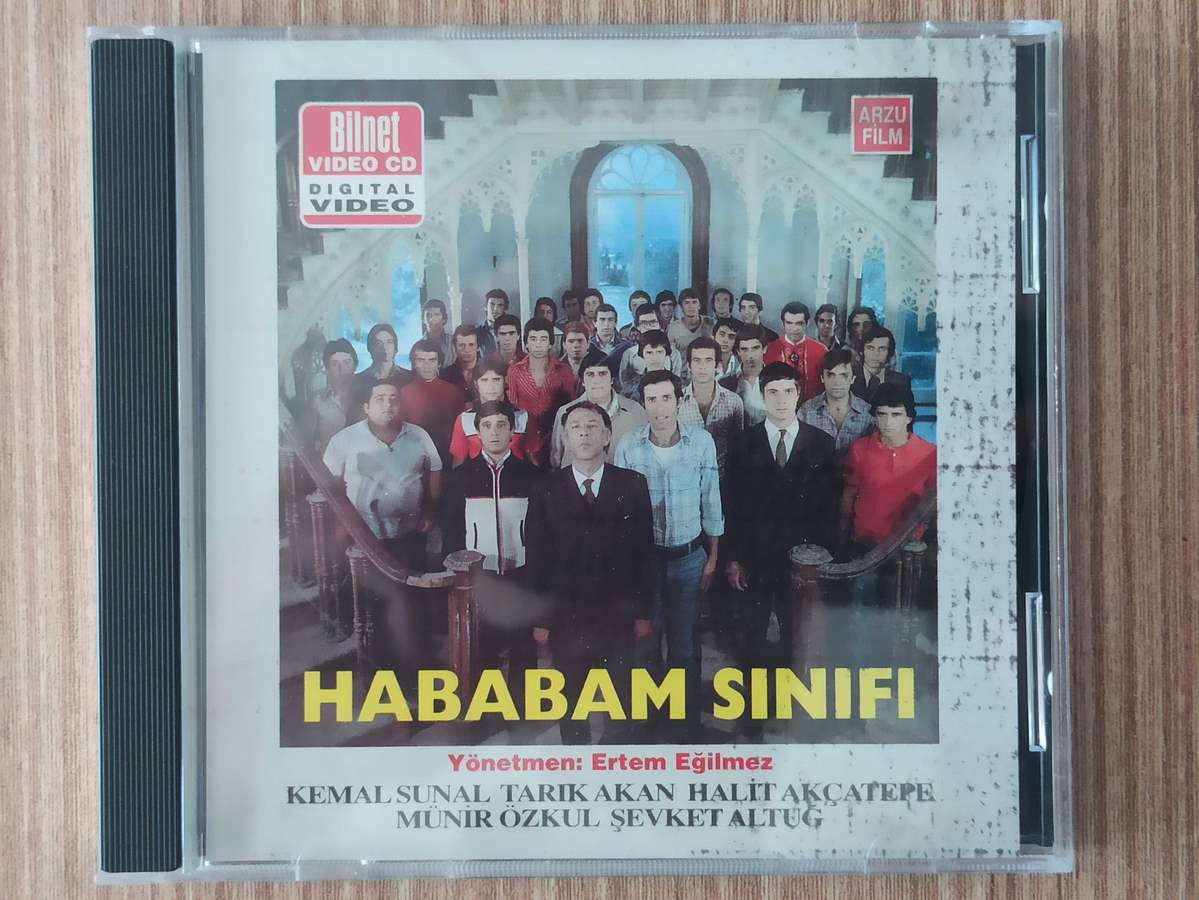 Bilnet
VIDEO CD
DIGITAL
VIDEO
ARZU
FİLM
HABABAM SINIFI
Yönetmen: Ertem Eğilmez
KEMAL SUNAL TARIK AKAN HALİT AKÇATEPE
MÜNİR ÖZKUL ŞEVKET ALTUĞ